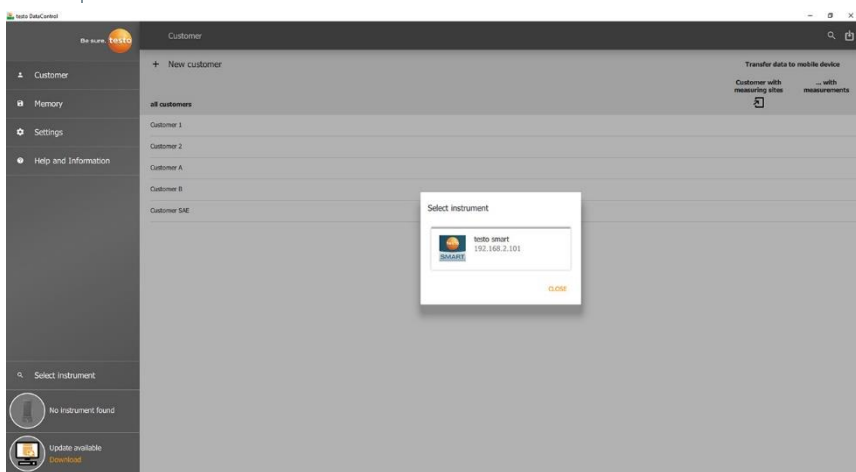 testo DataControl
Be sure. testo
Customer
Customer
Memory
Settings
Help and Information
+ New customer
Transfer data to mobile device
Customer with
measuring sites
... with
measurements
all customers
Customer 1
Customer 2
Customer A
Customer B
Customer SAE
Select instrument
testo
SMART
testo smart
192.168.2.101
CLOSE
Select instrument
No instrument found
Update available
Download